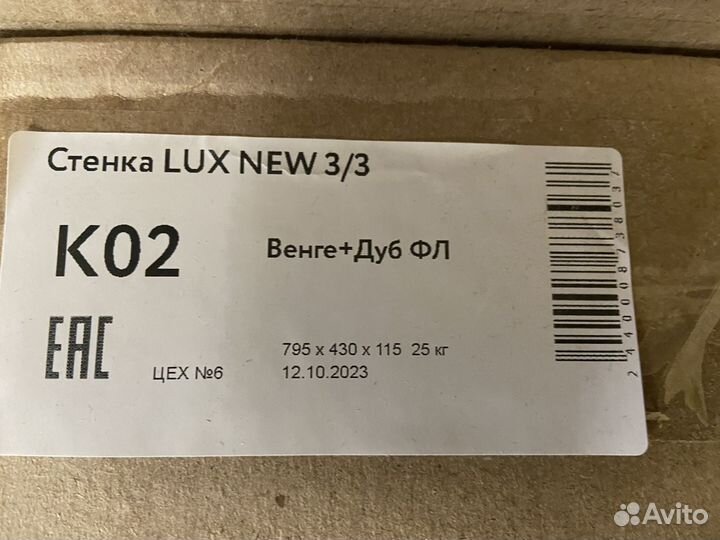 Стенка LUX NEW 3/3
K02
Венге+Дуб ФЛ
EAC
ЦЕХ №6
795 x 430 x 115 25 кг
12.10.2023
2440008738037
Avito